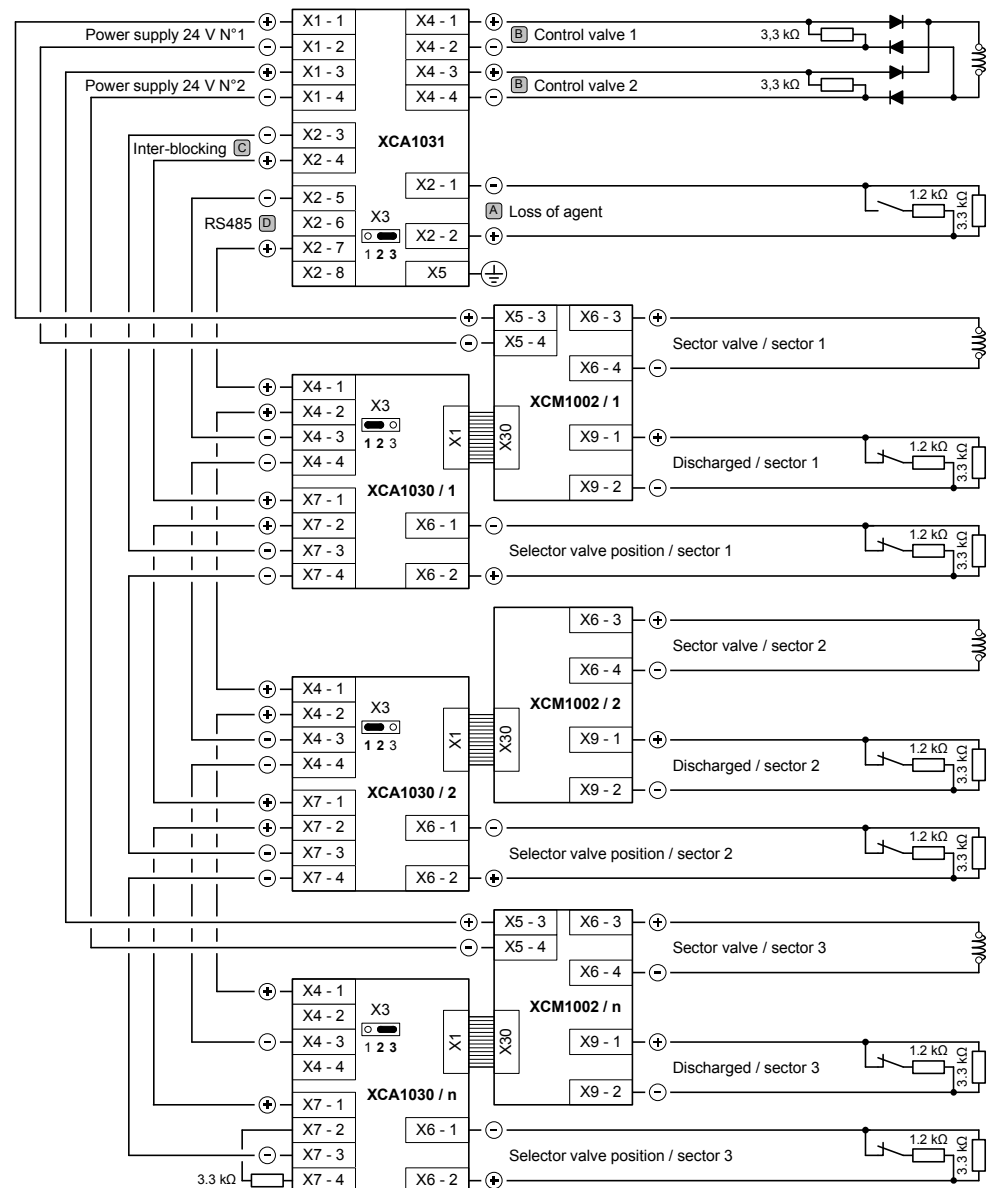 X1 - 1 X4 - 1
Power supply 24 V N°1 B Control valve 1 3,3 kΩ
X1 - 2 X4 - 2
X1 - 3 X4 - 3
Power supply 24 V N°2 B Control valve 2 3,3 kΩ
X1 - 4 X4 - 4
X2 - 3
Inter-blocking C XCA1031
X2 - 4
X2 - 1
X2 - 5 1.2 kΩ 3.3 kΩ
A Loss of agent
RS485 D X2 - 6 X3 X2 - 2
X2 - 7 1 2 3
X2 - 8 X5
X5 - 3 X6 - 3
X5 - 4 Sector valve / sector 1
X6 - 4
X4 - 1
XCM1002 / 1
X4 - 2 X3
X4 - 3 1 2 3 X1 X30 X9 - 1 1.2 kΩ 3.3 kΩ
X4 - 4 Discharged / sector 1
XCA1030 / 1 X9 - 2
X7 - 1
X7 - 2 X6 - 1 1.2 kΩ 3.3 kΩ
X7 - 3 Selector valve position / sector 1
X7 - 4 X6 - 2
X6 - 3
Sector valve / sector 2
X6 - 4
X4 - 1
XCM1002 / 2
X4 - 2 X3
X4 - 3 1 2 3 X1 X30 X9 - 1 1.2 kΩ 3.3 kΩ
X4 - 4 Discharged / sector 2
XCA1030 / 2 X9 - 2
X7 - 1
X7 - 2 X6 - 1 1.2 kΩ 3.3 kΩ
X7 - 3 Selector valve position / sector 2
X7 - 4 X6 - 2
X5 - 3 X6 - 3
X5 - 4 Sector valve / sector 3
X6 - 4
X4 - 1
XCM1002 / n
X4 - 2 X3
X4 - 3 1 2 3 X1 X30 X9 - 1 1.2 kΩ 3.3 kΩ
X4 - 4 Discharged / sector 3
XCA1030 / n X9 - 2
X7 - 1
X7 - 2 X6 - 1 1.2 kΩ 3.3 kΩ
X7 - 3 Selector valve position / sector 3
3.3 kΩ X7 - 4 X6 - 2